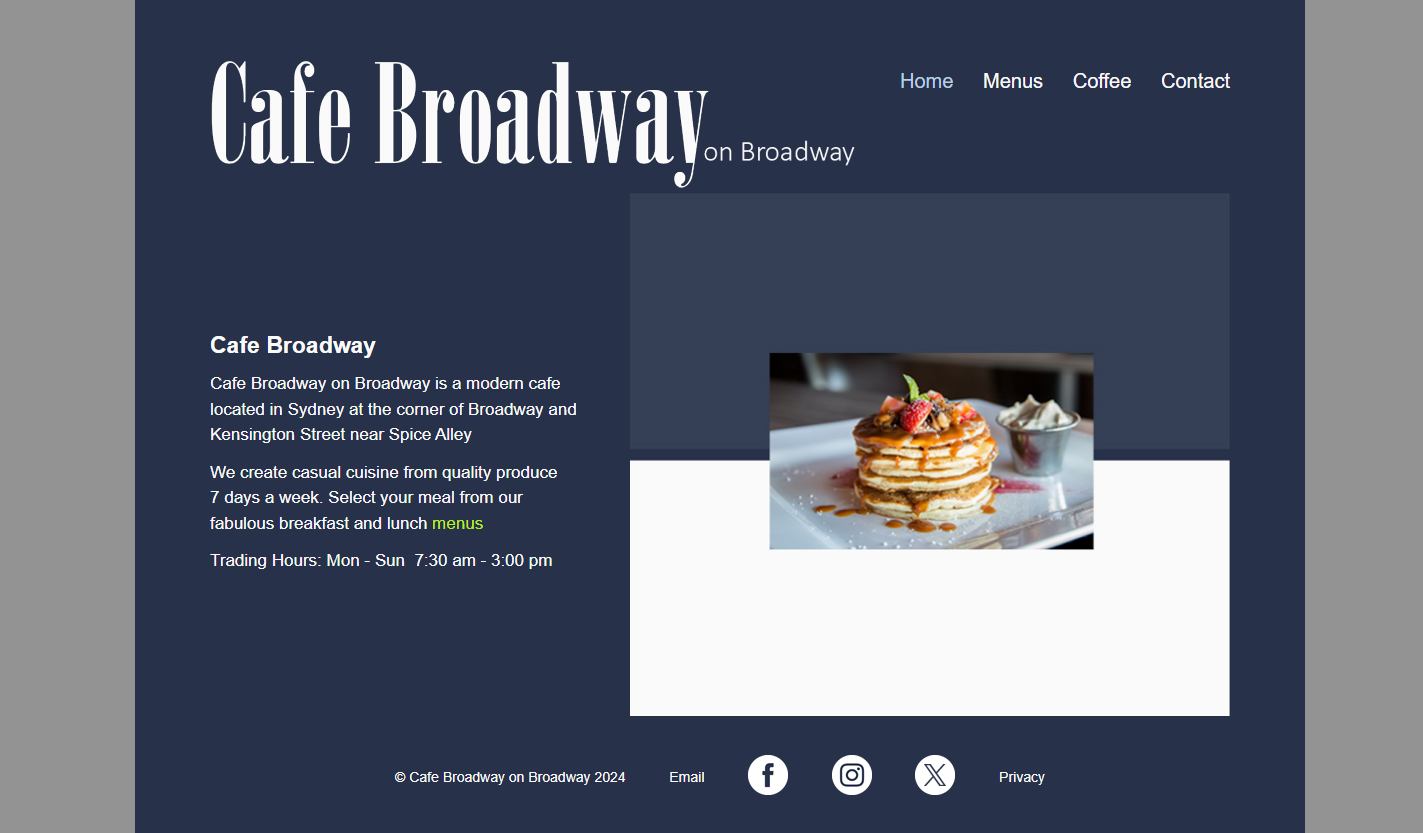 Cafe Broadway on Broadway
Home Menus Coffee Contact
Cafe Broadway
Cafe Broadway on Broadway is a modern cafe
located in Sydney at the corner of Broadway and
Kensington Street near Spice Alley
We create casual cuisine from quality produce
7 days a week. Select your meal from our
fabulous breakfast and lunch menus
Trading Hours: Mon - Sun  7:30 am - 3:00 pm
© Cafe Broadway on Broadway 2024 Email Privacy